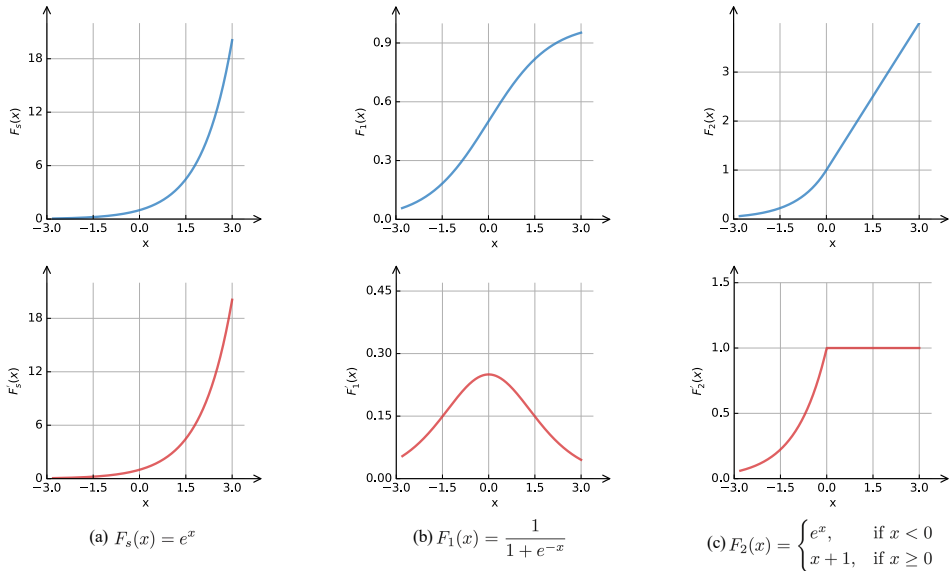 18
12
6
0
−3.0 −1.5 0.0 1.5 3.0
x
F_s(x)
0.9
0.6
0.3
0.0
−3.0 −1.5 0.0 1.5 3.0
x
F_1(x)
3
2
1
0
−3.0 −1.5 0.0 1.5 3.0
x
F_2(x)
18
12
6
0
−3.0 −1.5 0.0 1.5 3.0
x
F_s'(x)
0.45
0.30
0.15
0.00
−3.0 −1.5 0.0 1.5 3.0
x
F_1'(x)
1.5
1.0
0.5
0.0
−3.0 −1.5 0.0 1.5 3.0
x
F_2'(x)
(a) F_s(x) = e^x
(b) F_1(x) = 1 / (1 + e^{-x})
(c) F_2(x) = { e^x, if x < 0
x + 1, if x ≥ 0